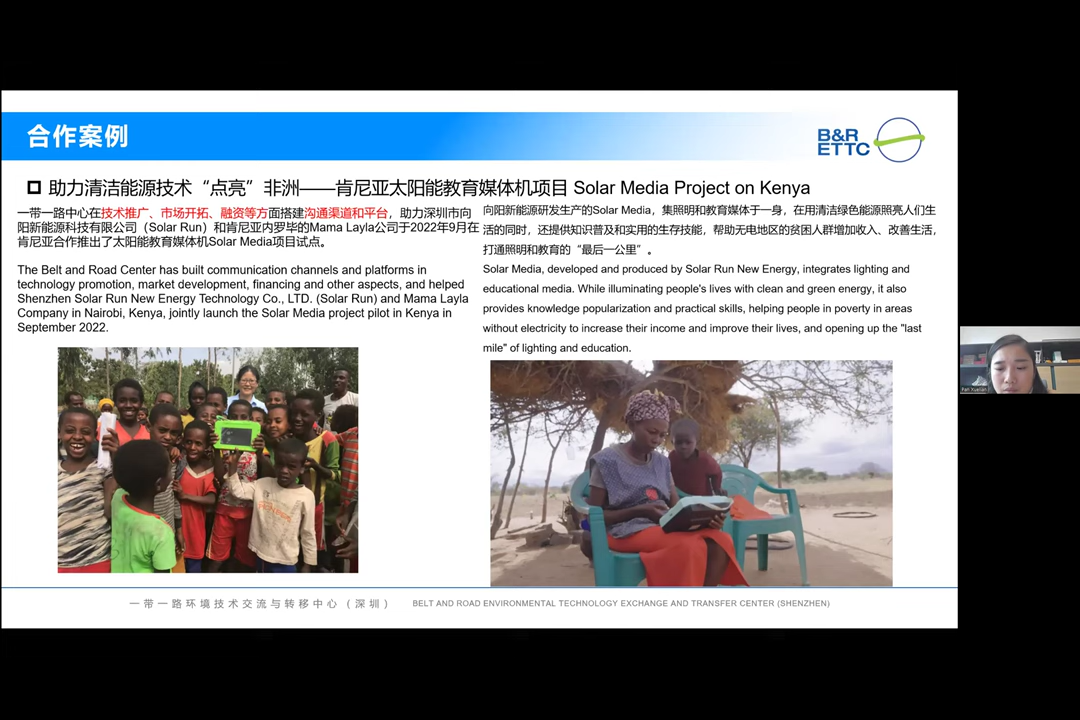 合作案例
B&R
ETTC
助力清洁能源技术“点亮”非洲——肯尼亚太阳能教育媒体机项目 Solar Media Project on Kenya
一带一路中心在技术推广、市场开拓、融资等方面搭建沟通渠道和平台，助力深圳市向
阳新能源科技有限公司（Solar Run）和肯尼亚内罗毕的Mama Layla公司于2022年9月在
肯尼亚合作推出了太阳能教育媒体机Solar Media项目试点。
The Belt and Road Center has built communication channels and platforms in
technology promotion, market development, financing and other aspects, and helped
Shenzhen Solar Run New Energy Technology Co., LTD. (Solar Run) and Mama Layla
Company in Nairobi, Kenya, jointly launch the Solar Media project pilot in Kenya in
September 2022.
向阳新能源研发生产的Solar Media，集照明和教育媒体于一身，在用清洁绿色能源照亮人们生
活的同时，还提供知识普及和实用的生存技能，帮助无电地区的贫困人群增加收入、改善生活，
打通照明和教育的“最后一公里”。
Solar Media, developed and produced by Solar Run New Energy, integrates lighting and
educational media. While illuminating people's lives with clean and green energy, it also
provides knowledge popularization and practical skills, helping people in poverty in areas
without electricity to increase their income and improve their lives, and opening up the "last
mile" of lighting and education.
一带一路环境技术交流与转移中心（深圳）
BELT AND ROAD ENVIRONMENTAL TECHNOLOGY EXCHANGE AND TRANSFER CENTER (SHENZHEN)